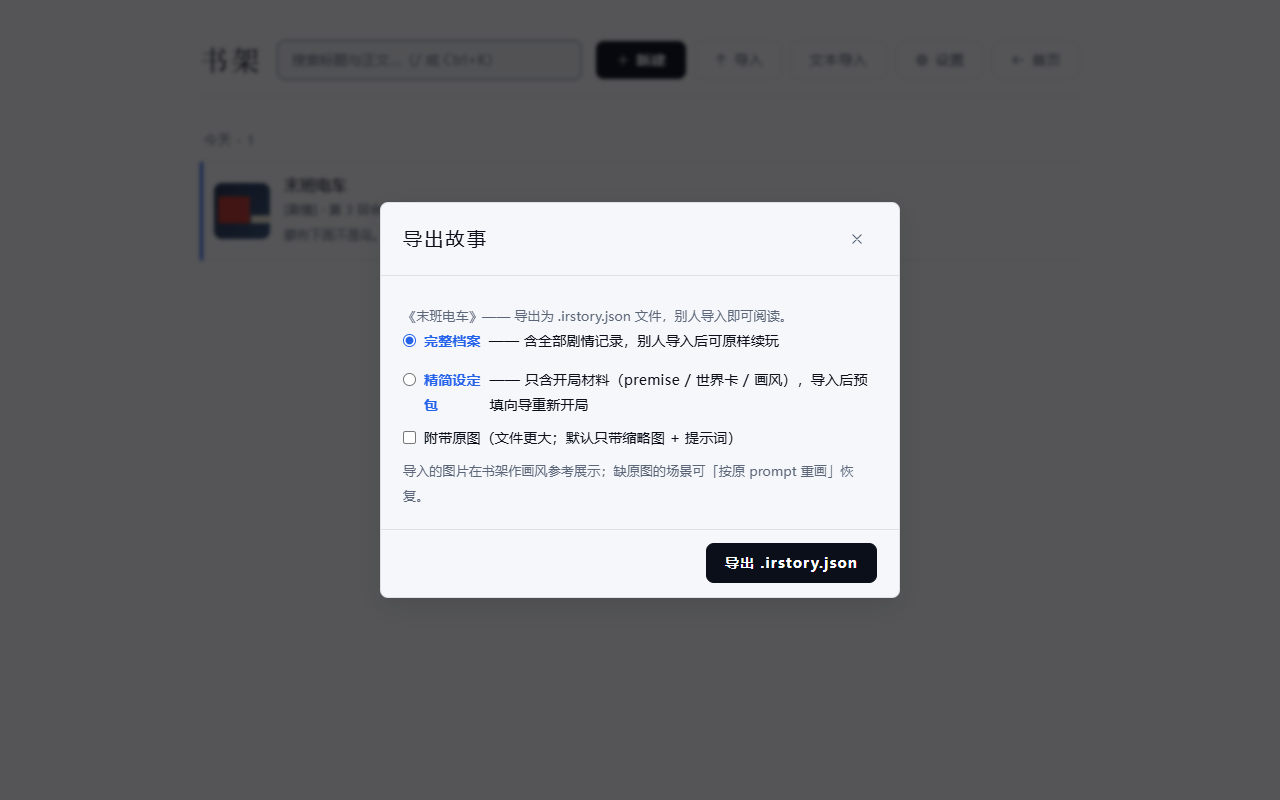 书架
搜索标题与正文… (/ 或 Ctrl+K)
+ 新建
↑ 导入
文本导入
⚙ 设置
← 首页
今天 · 1
末班电车
导出故事
《末班电车》—— 导出为 .irstory.json 文件，别人导入即可阅读。
完整档案 —— 含全部剧情记录，别人导入后可原样续玩
精简设定包 —— 只含开局材料（premise / 世界卡 / 画风），导入后预
填向导重新开局
附带原图（文件更大；默认只带缩略图 + 提示词）
导入的图片在书架作画风参考展示；缺原图的场景可「按原 prompt 重画」恢
复。
导出 .irstory.json